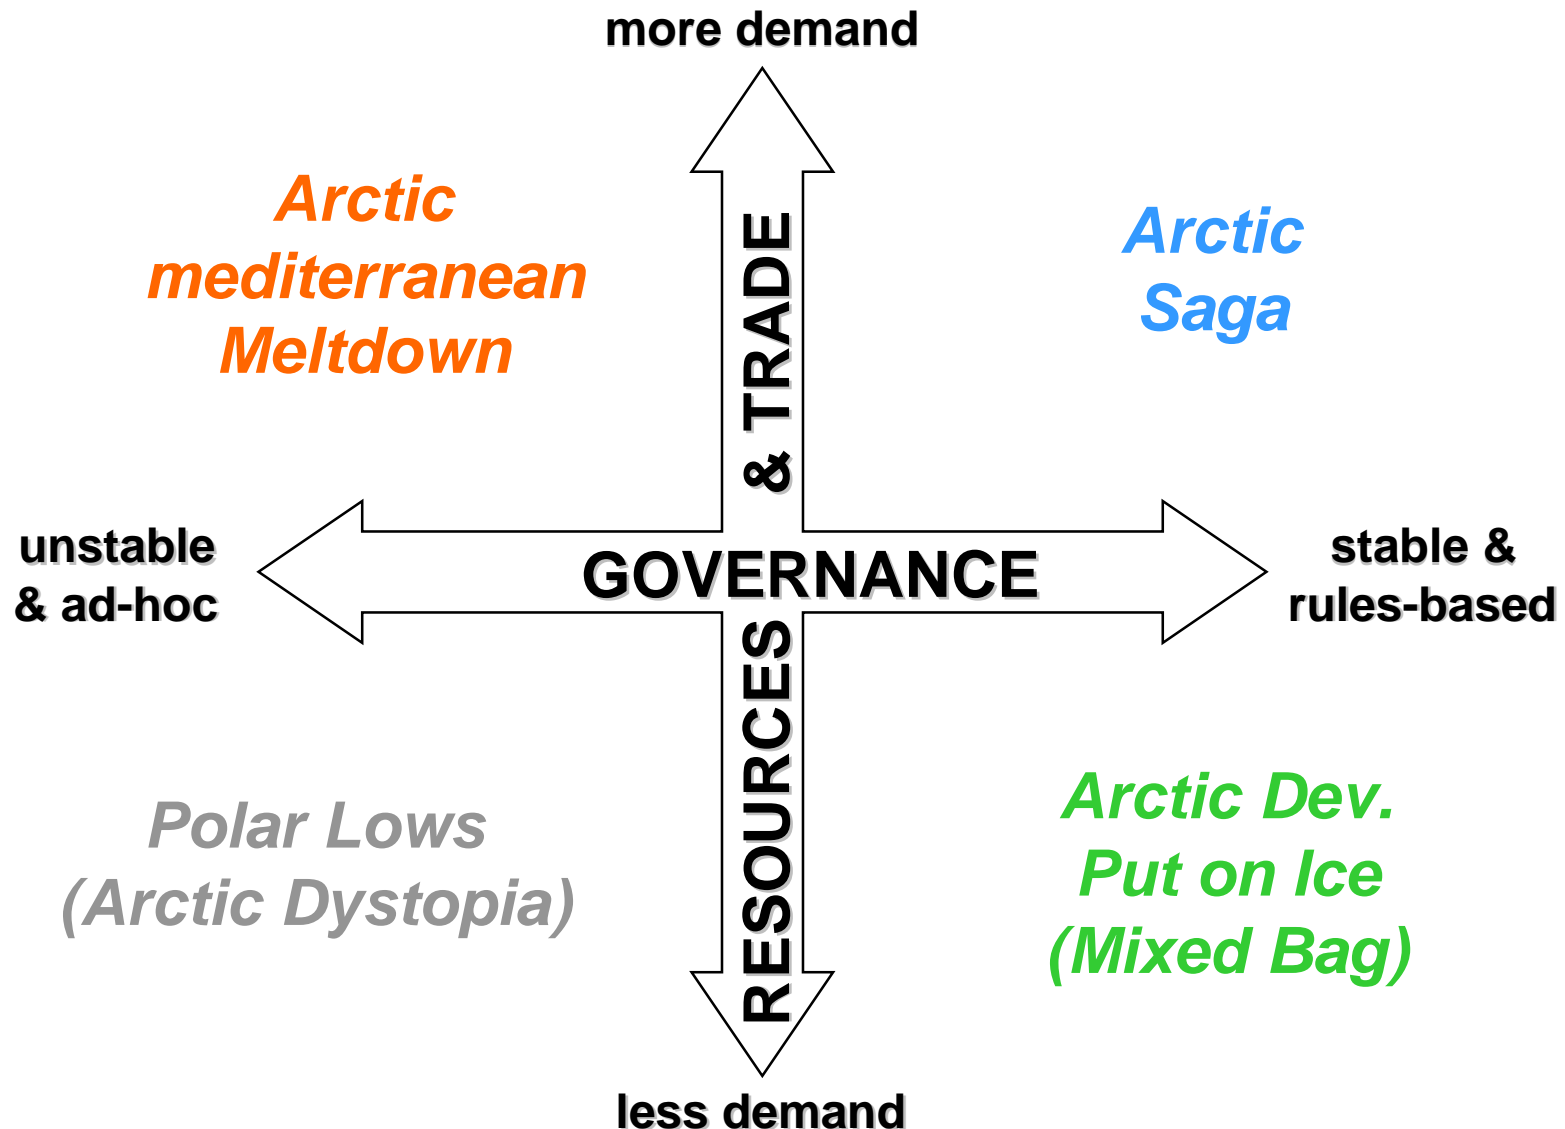 more demand
Arctic
mediterranean
Meltdown
Arctic
Saga
RESOURCES & TRADE
unstable
& ad-hoc
GOVERNANCE
stable &
rules-based
Polar Lows
(Arctic Dystopia)
Arctic Dev.
Put on Ice
(Mixed Bag)
less demand